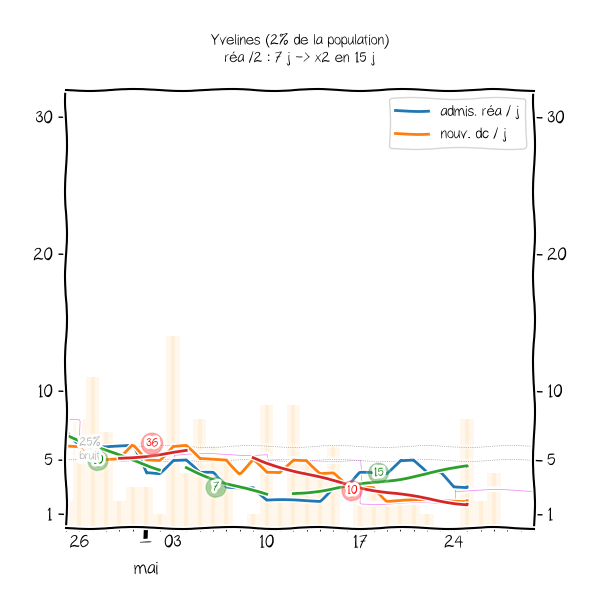 Yvelines (2% de la population)
réa /2 : 7 j -> x2 en 15 j
admis. réa / j
nouv. dc / j
30 30
20 20
10 10
5 5
1 1
25%
bruit
36
7
15
10
26 03 10 17 24
mai